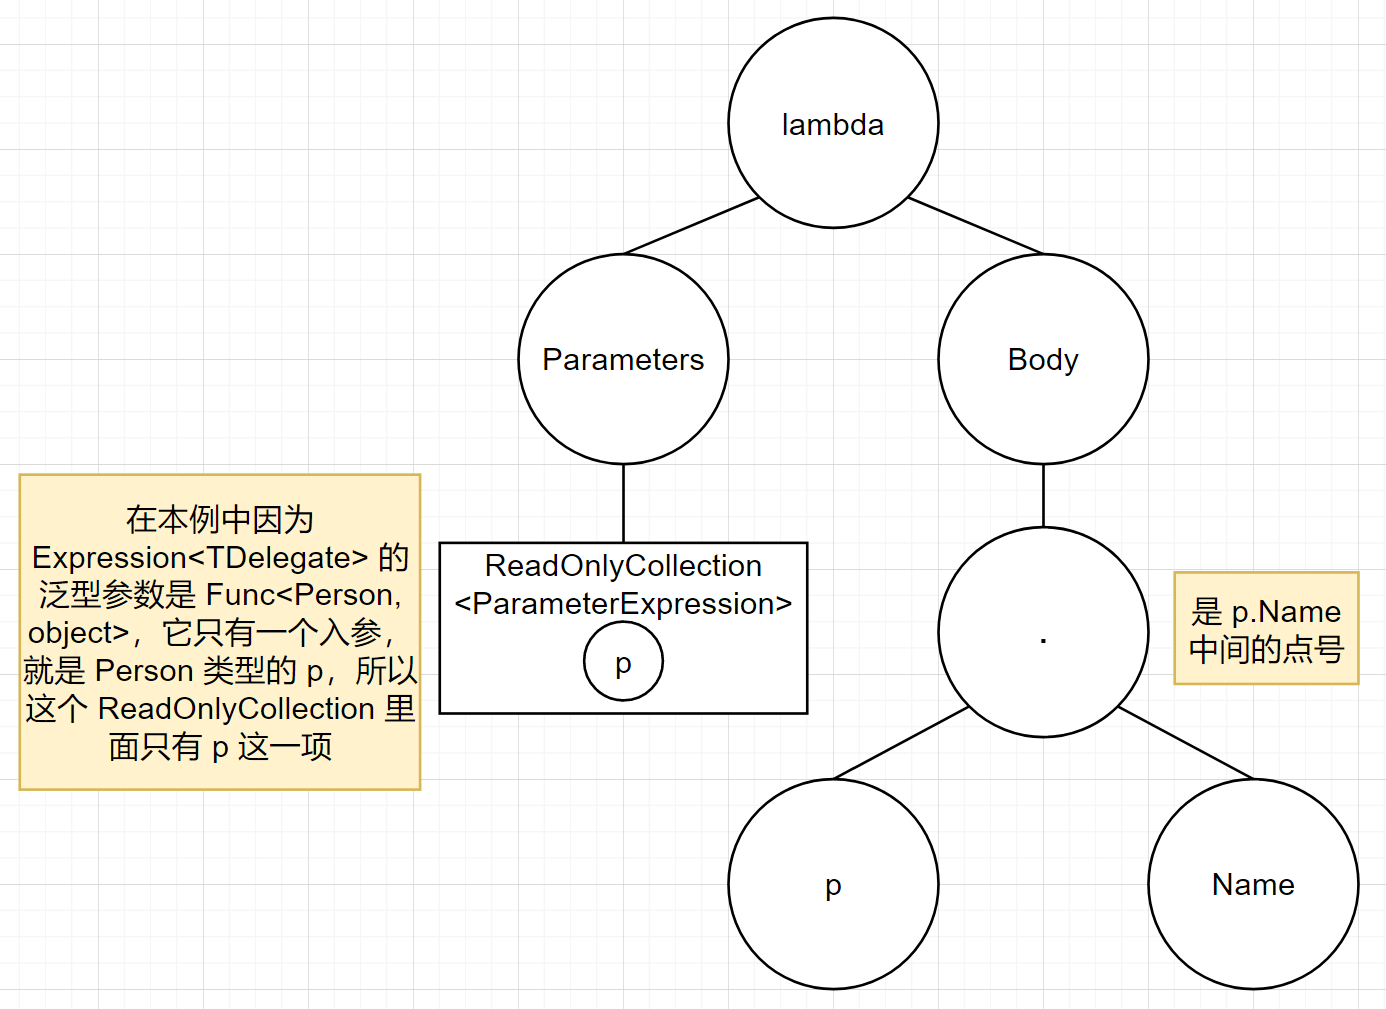 lambda
Parameters
Body
在本例中因为
Expression<TDelegate> 的
泛型参数是 Func<Person,
object>，它只有一个入参，
就是 Person 类型的 p，所以
这个 ReadOnlyCollection 里
面只有 p 这一项
ReadOnlyCollection
<ParameterExpression>
p
.
是 p.Name
中间的点号
p
Name